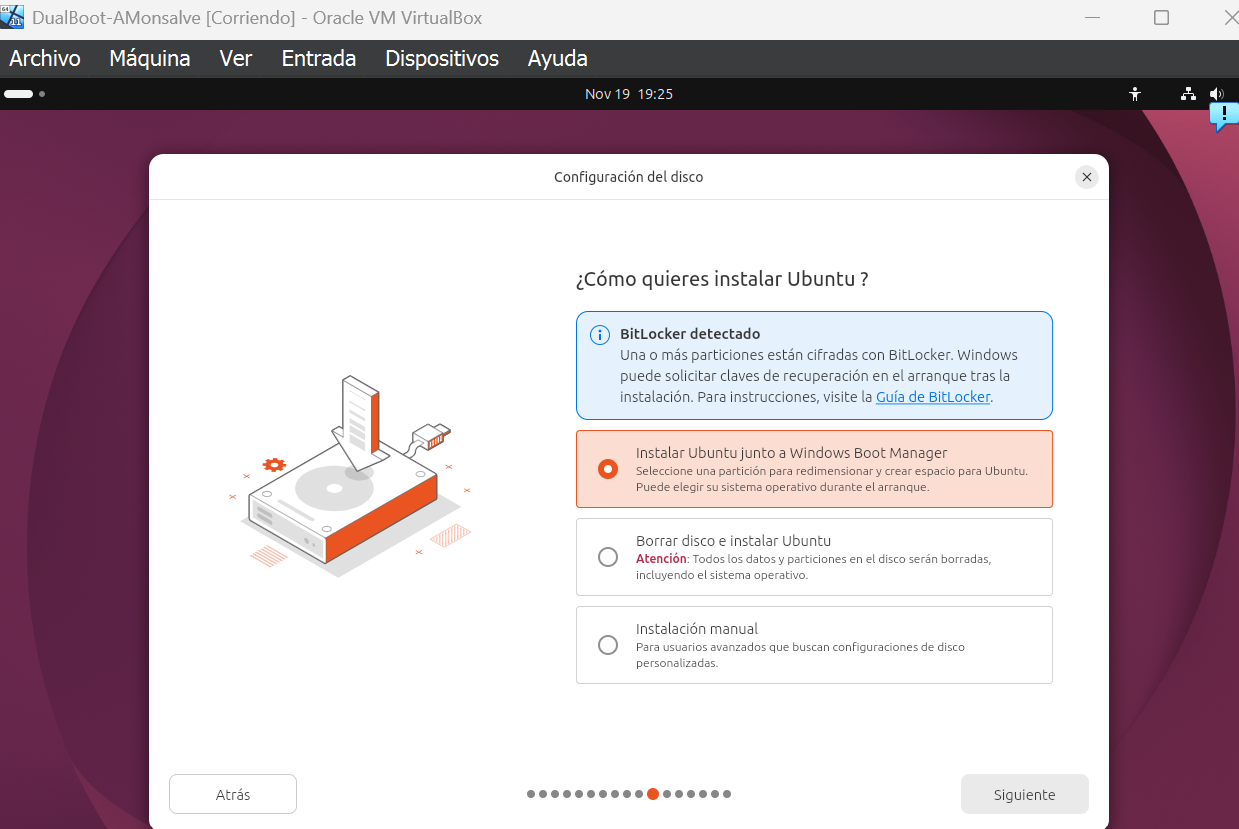 DualBoot-AMonsalve [Corriendo] - Oracle VM VirtualBox
Archivo Máquina Ver Entrada Dispositivos Ayuda
Nov 19 19:25
Configuración del disco
¿Cómo quieres instalar Ubuntu ?
BitLocker detectado
Una o más particiones están cifradas con BitLocker. Windows
puede solicitar claves de recuperación en el arranque tras la
instalación. Para instrucciones, visite la Guía de BitLocker.
Instalar Ubuntu junto a Windows Boot Manager
Seleccione una partición para redimensionar y crear espacio para Ubuntu.
Puede elegir su sistema operativo durante el arranque.
Borrar disco e instalar Ubuntu
Atención: Todos los datos y particiones en el disco serán borradas,
incluyendo el sistema operativo.
Instalación manual
Para usuarios avanzados que buscan configuraciones de disco
personalizadas.
Atrás
Siguiente